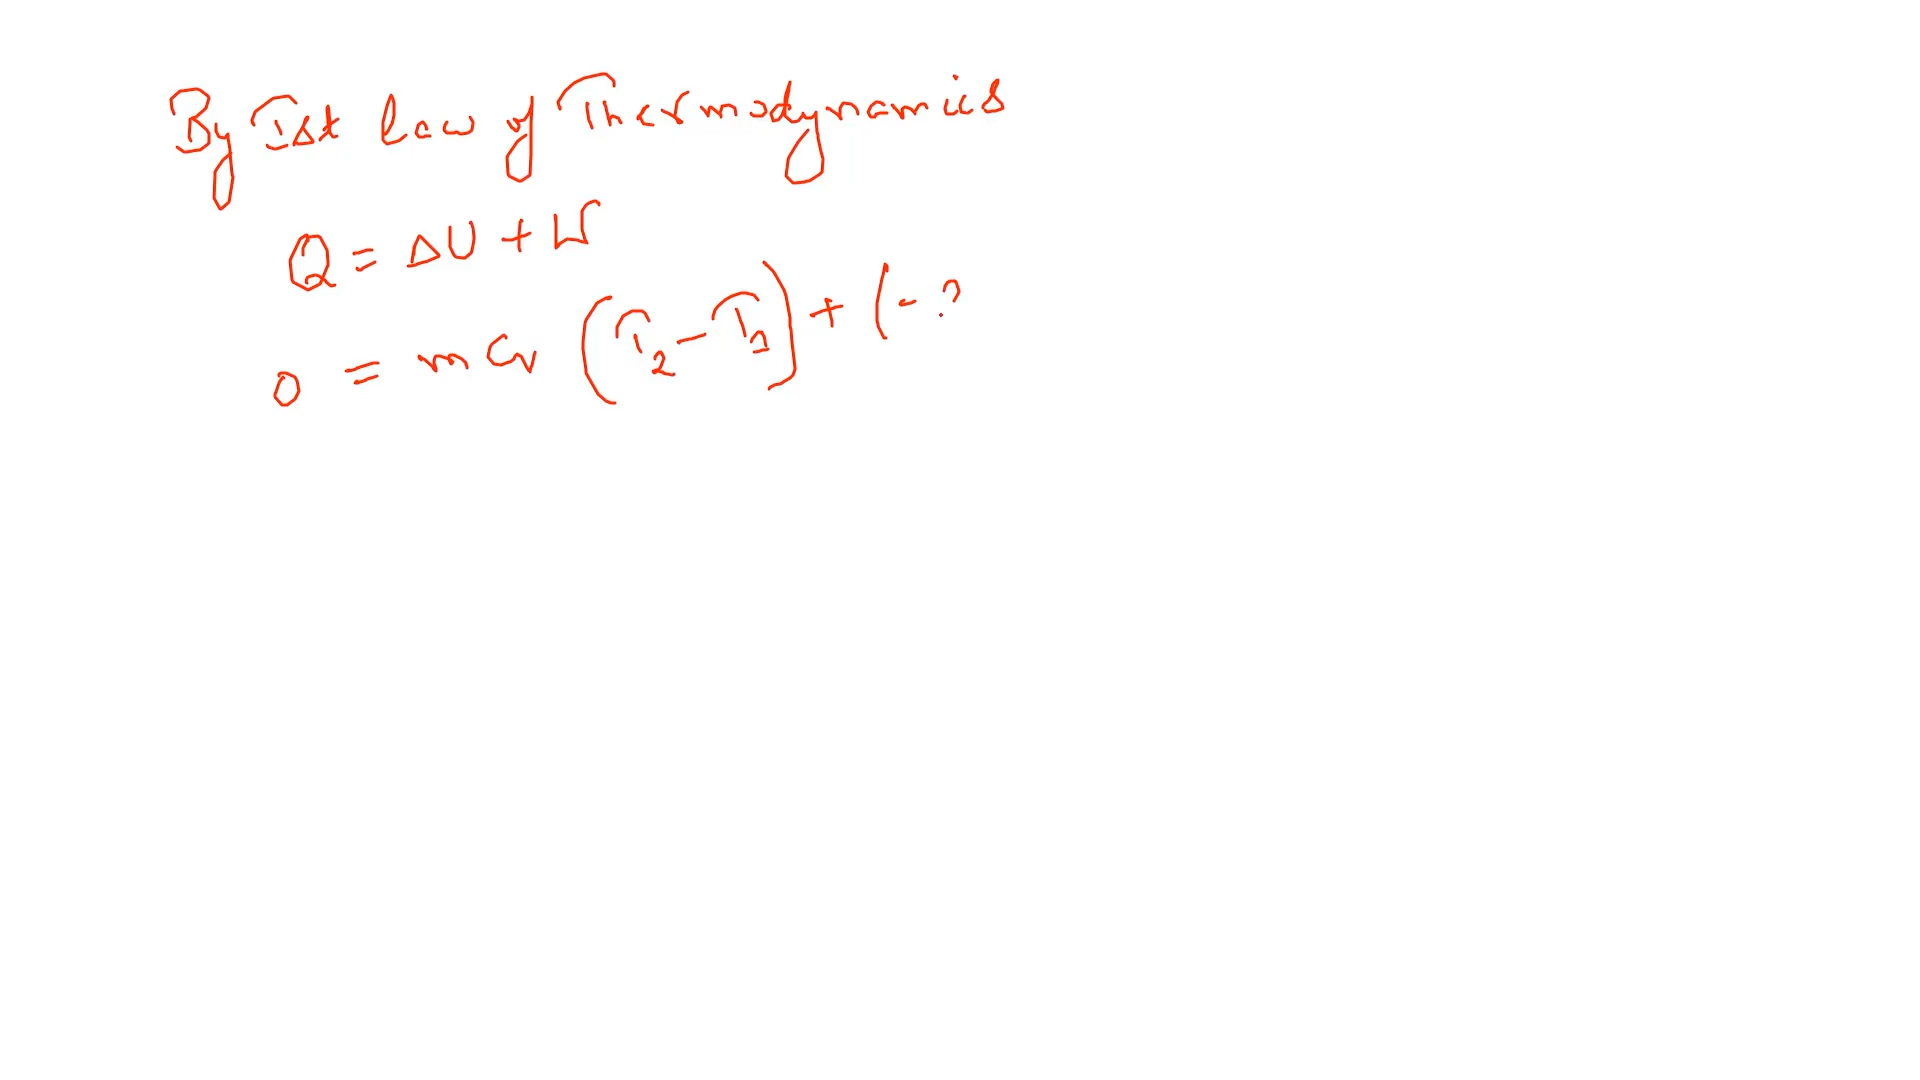 By Ist law of Thermodynamics
Q = ΔU + W
0 = m Cv (T2 - T1) + (- ?